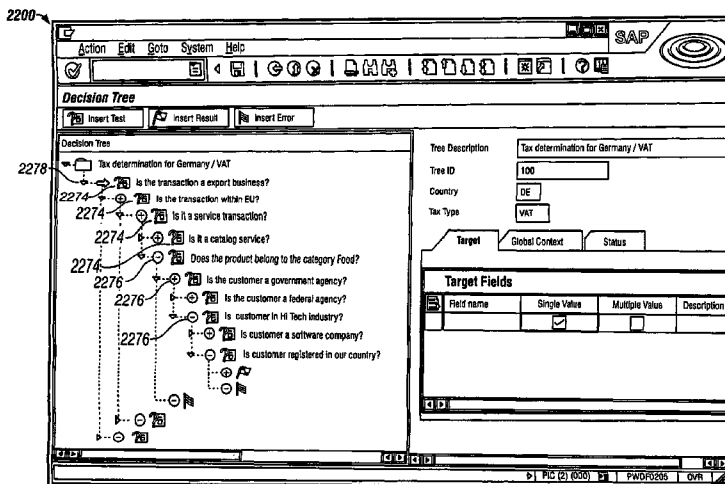 2200
Action Edit Goto System Help
SAP
Decision Tree
Insert Test Insert Result Insert Error
Decision Tree
Tax determination for Germany / VAT
2278
Is the transaction a export business?
2274
Is the transaction within EU?
2274
Is it a service transaction?
2274
Is it a catalog service?
2274
Does the product belong to the category Food?
2276
Is the customer a government agency?
2276
Is the customer a federal agency?
Is customer in Hi Tech industry?
2276
Is customer a software company?
Is customer registered in our country?
Tree Description Tax determination for Germany / VAT
Tree ID 100
Country DE
Tax Type VAT
Target Global Context Status
Target Fields
Field name Single Value Multiple Value Description
PIC (2) (000) PWDF0205 OVR